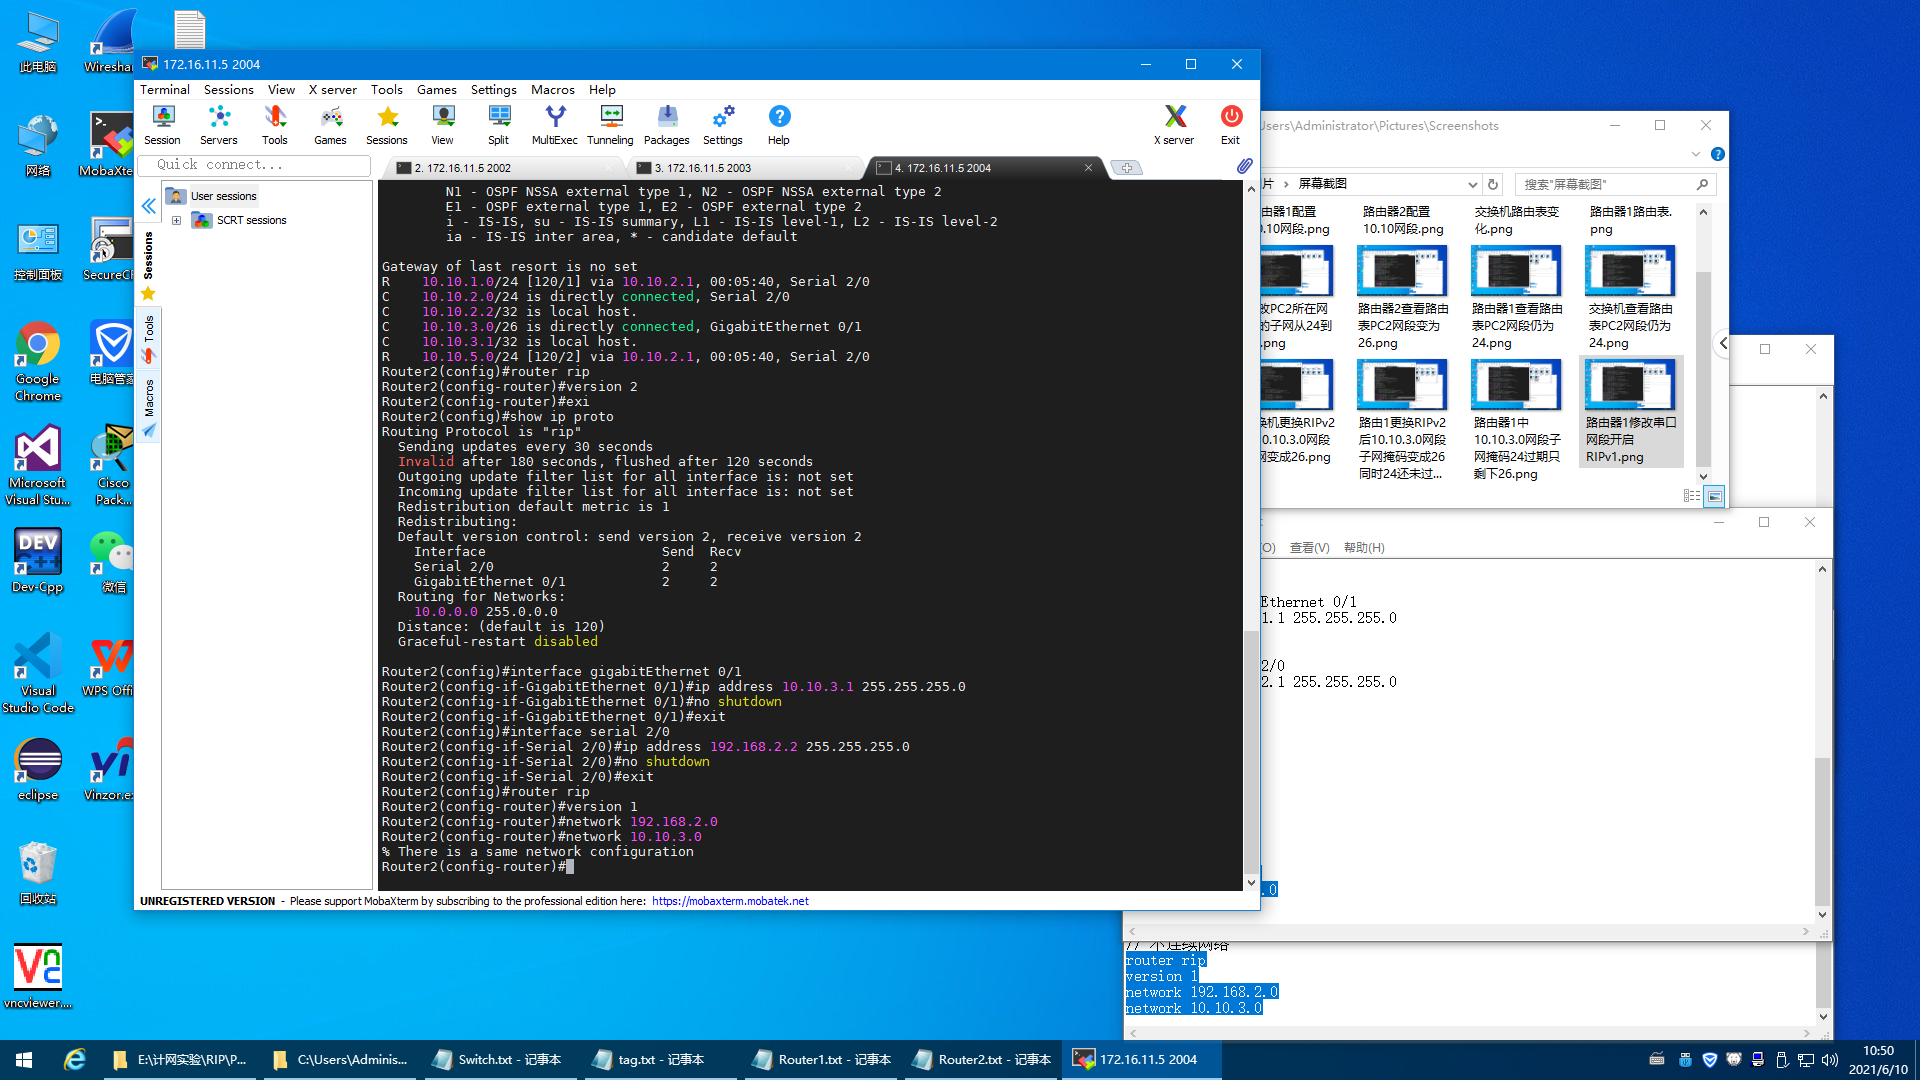 此电脑
Wiresha
网络
MobaXte
控制面板
SecureCR
Google
Chrome
电脑管家
Microsoft
Visual Stu...
Cisco
Pack...
Dev-Cpp
微信
Visual
Studio Code
WPS Offi
eclipse
Vinzor.ex
回收站
vncviewer....
172.16.11.5 2004
Terminal Sessions View X server Tools Games Settings Macros Help
Session Servers Tools Games Sessions View Split MultiExec Tunneling Packages Settings Help X server Exit
Quick connect...
2. 172.16.11.5 2002
3. 172.16.11.5 2003
4. 172.16.11.5 2004
User sessions
SCRT sessions
Sessions
Tools
Macros
N1 - OSPF NSSA external type 1, N2 - OSPF NSSA external type 2
E1 - OSPF external type 1, E2 - OSPF external type 2
i - IS-IS, su - IS-IS summary, L1 - IS-IS level-1, L2 - IS-IS level-2
ia - IS-IS inter area, * - candidate default
Gateway of last resort is no set
R 10.10.1.0/24 [120/1] via 10.10.2.1, 00:05:40, Serial 2/0
C 10.10.2.0/24 is directly connected, Serial 2/0
C 10.10.2.2/32 is local host.
C 10.10.3.0/26 is directly connected, GigabitEthernet 0/1
C 10.10.3.1/32 is local host.
R 10.10.5.0/24 [120/2] via 10.10.2.1, 00:05:40, Serial 2/0
Router2(config)#router rip
Router2(config-router)#version 2
Router2(config-router)#exi
Router2(config)#show ip proto
Routing Protocol is "rip"
Sending updates every 30 seconds
Invalid after 180 seconds, flushed after 120 seconds
Outgoing update filter list for all interface is: not set
Incoming update filter list for all interface is: not set
Redistribution default metric is 1
Redistributing:
Default version control: send version 2, receive version 2
Interface Send Recv
Serial 2/0 2 2
GigabitEthernet 0/1 2 2
Routing for Networks:
10.0.0.0 255.0.0.0
Distance: (default is 120)
Graceful-restart disabled
Router2(config)#interface gigabitEthernet 0/1
Router2(config-if-GigabitEthernet 0/1)#ip address 10.10.3.1 255.255.255.0
Router2(config-if-GigabitEthernet 0/1)#no shutdown
Router2(config-if-GigabitEthernet 0/1)#exit
Router2(config)#interface serial 2/0
Router2(config-if-Serial 2/0)#ip address 192.168.2.2 255.255.255.0
Router2(config-if-Serial 2/0)#no shutdown
Router2(config-if-Serial 2/0)#exit
Router2(config)#router rip
Router2(config-router)#version 1
Router2(config-router)#network 192.168.2.0
Router2(config-router)#network 10.10.3.0
% There is a same network configuration
Router2(config-router)#
UNREGISTERED VERSION - Please support MobaXterm by subscribing to the professional edition here: https://mobaxterm.mobatek.net
Users\Administrator\Pictures\Screenshots
片 › 屏幕截图
搜索"屏幕截图"
由器1配置
0.10网段.png
路由器2配置
10.10网段.png
交换机路由表变
化.png
路由器1路由表.
png
改PC2所在网
的子网从24到
.png
路由器2查看路由
表PC2网段变为
26.png
路由器1查看路由
表PC2网段仍为
24.png
交换机查看路由
表PC2网段仍为
24.png
换机更换RIPv2
10.10.3.0网段
网变成26.png
路由1更换RIPv2
后10.10.3.0网段
子网掩码变成26
同时24还未过...
路由器1中
10.10.3.0网段子
网掩码24过期只
剩下26.png
路由器1修改串口
网段开启
RIPv1.png
(O) 查看(V) 帮助(H)
Ethernet 0/1
1.1 255.255.255.0
2/0
2.1 255.255.255.0
.0
// 不连续网络
router rip
version 1
network 192.168.2.0
network 10.10.3.0
E:\计网实验\RIP\P...
C:\Users\Adminis...
Switch.txt - 记事本
tag.txt - 记事本
Router1.txt - 记事本
Router2.txt - 记事本
172.16.11.5 2004
10:50
2021/6/10